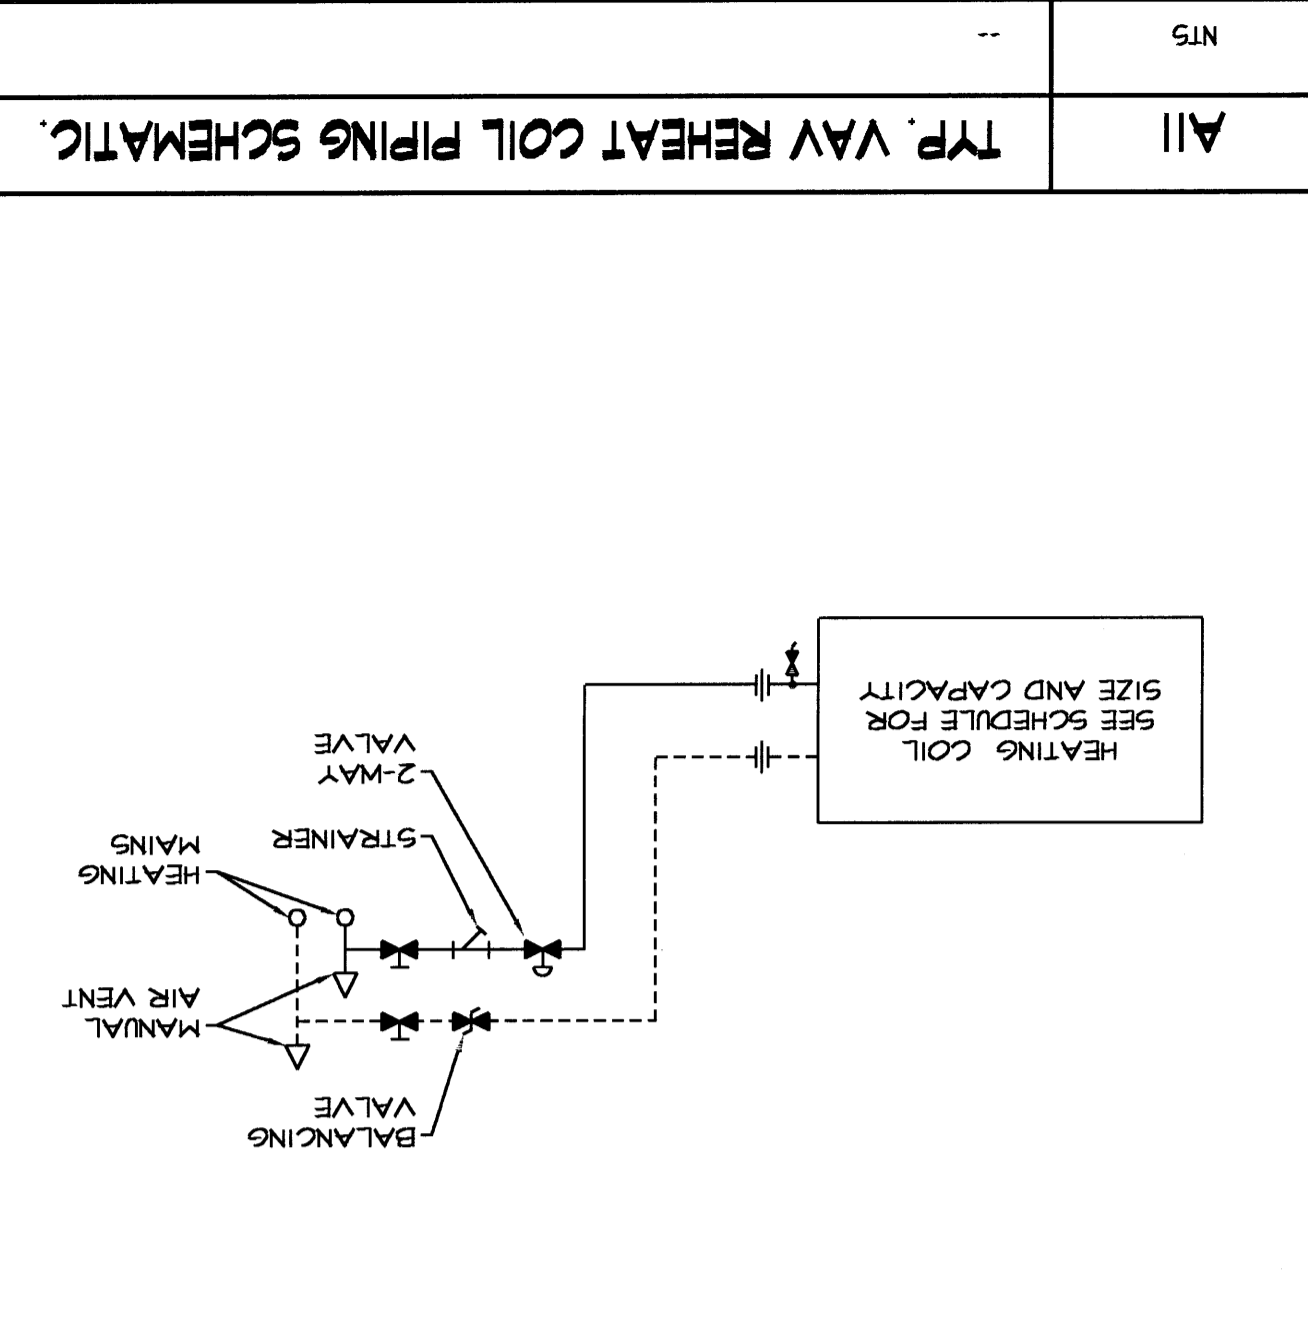 BALANCING
VALVE
MANUAL
AIR VENT
HEATING
MAINS
STRAINER
2-WAY
VALVE
HEATING COIL
SEE SCHEDULE FOR
SIZE AND CAPACITY
A11
TYP. VAV REHEAT COIL PIPING SCHEMATIC.
NTS
--